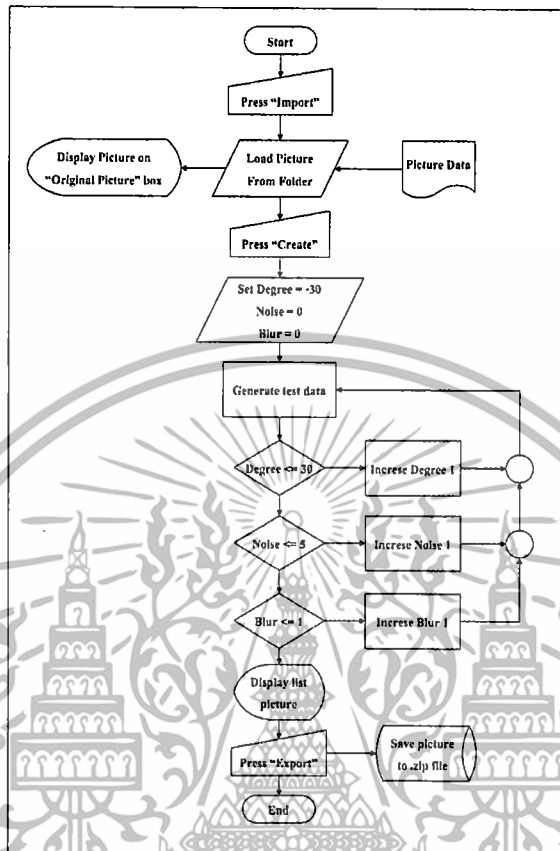 Start
Press "Import"
Display Picture on
"Original Picture" box
Load Picture
From Folder
Picture Data
Press "Create"
Set Degree = -30
Noise = 0
Blur = 0
Generate test data
Degree <= 30
Increse Degree 1
Noise <= 5
Increse Noise 1
Blur <= 1
Increse Blur 1
Display list
picture
Press "Export"
Save picture
to .zip file
End